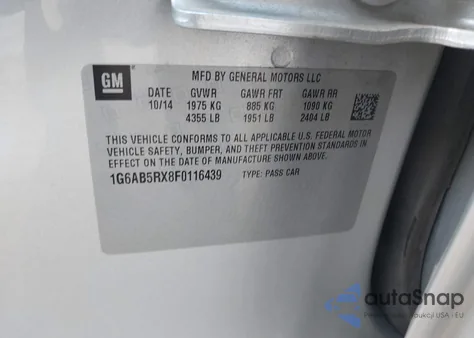 GM
MFD BY GENERAL MOTORS LLC
DATE GVWR GAWR FRT GAWR RR
10/14 1975 KG 885 KG 1090 KG
4355 LB 1951 LB 2404 LB
THIS VEHICLE CONFORMS TO ALL APPLICABLE U.S. FEDERAL MOTOR
VEHICLE SAFETY, BUMPER, AND THEFT PREVENTION STANDARDS IN
EFFECT ON THE DATE OF MANUFACTURE SHOWN ABOVE.
1G6AB5RX8F0116439 TYPE: PASS CAR
autoSnap
USA i EU